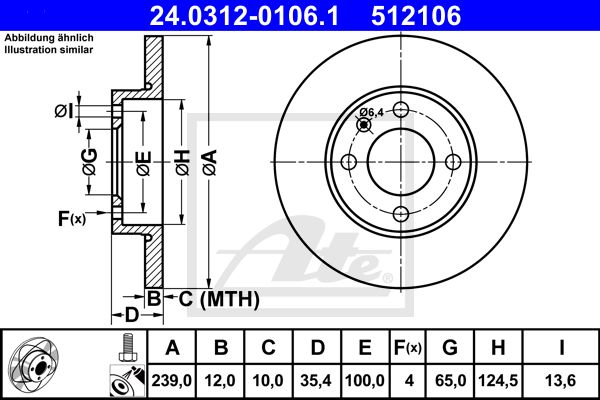 24.0312-0106.1 512106
Abbildung ähnlich
Illustration similar
Ø6,4
ØI
ØG
ØE
ØH
ØA
F(x)
B
C (MTH)
D
Ate
®
A B C D E F(x) G H I
239,0 12,0 10,0 35,4 100,0 4 65,0 124,5 13,6